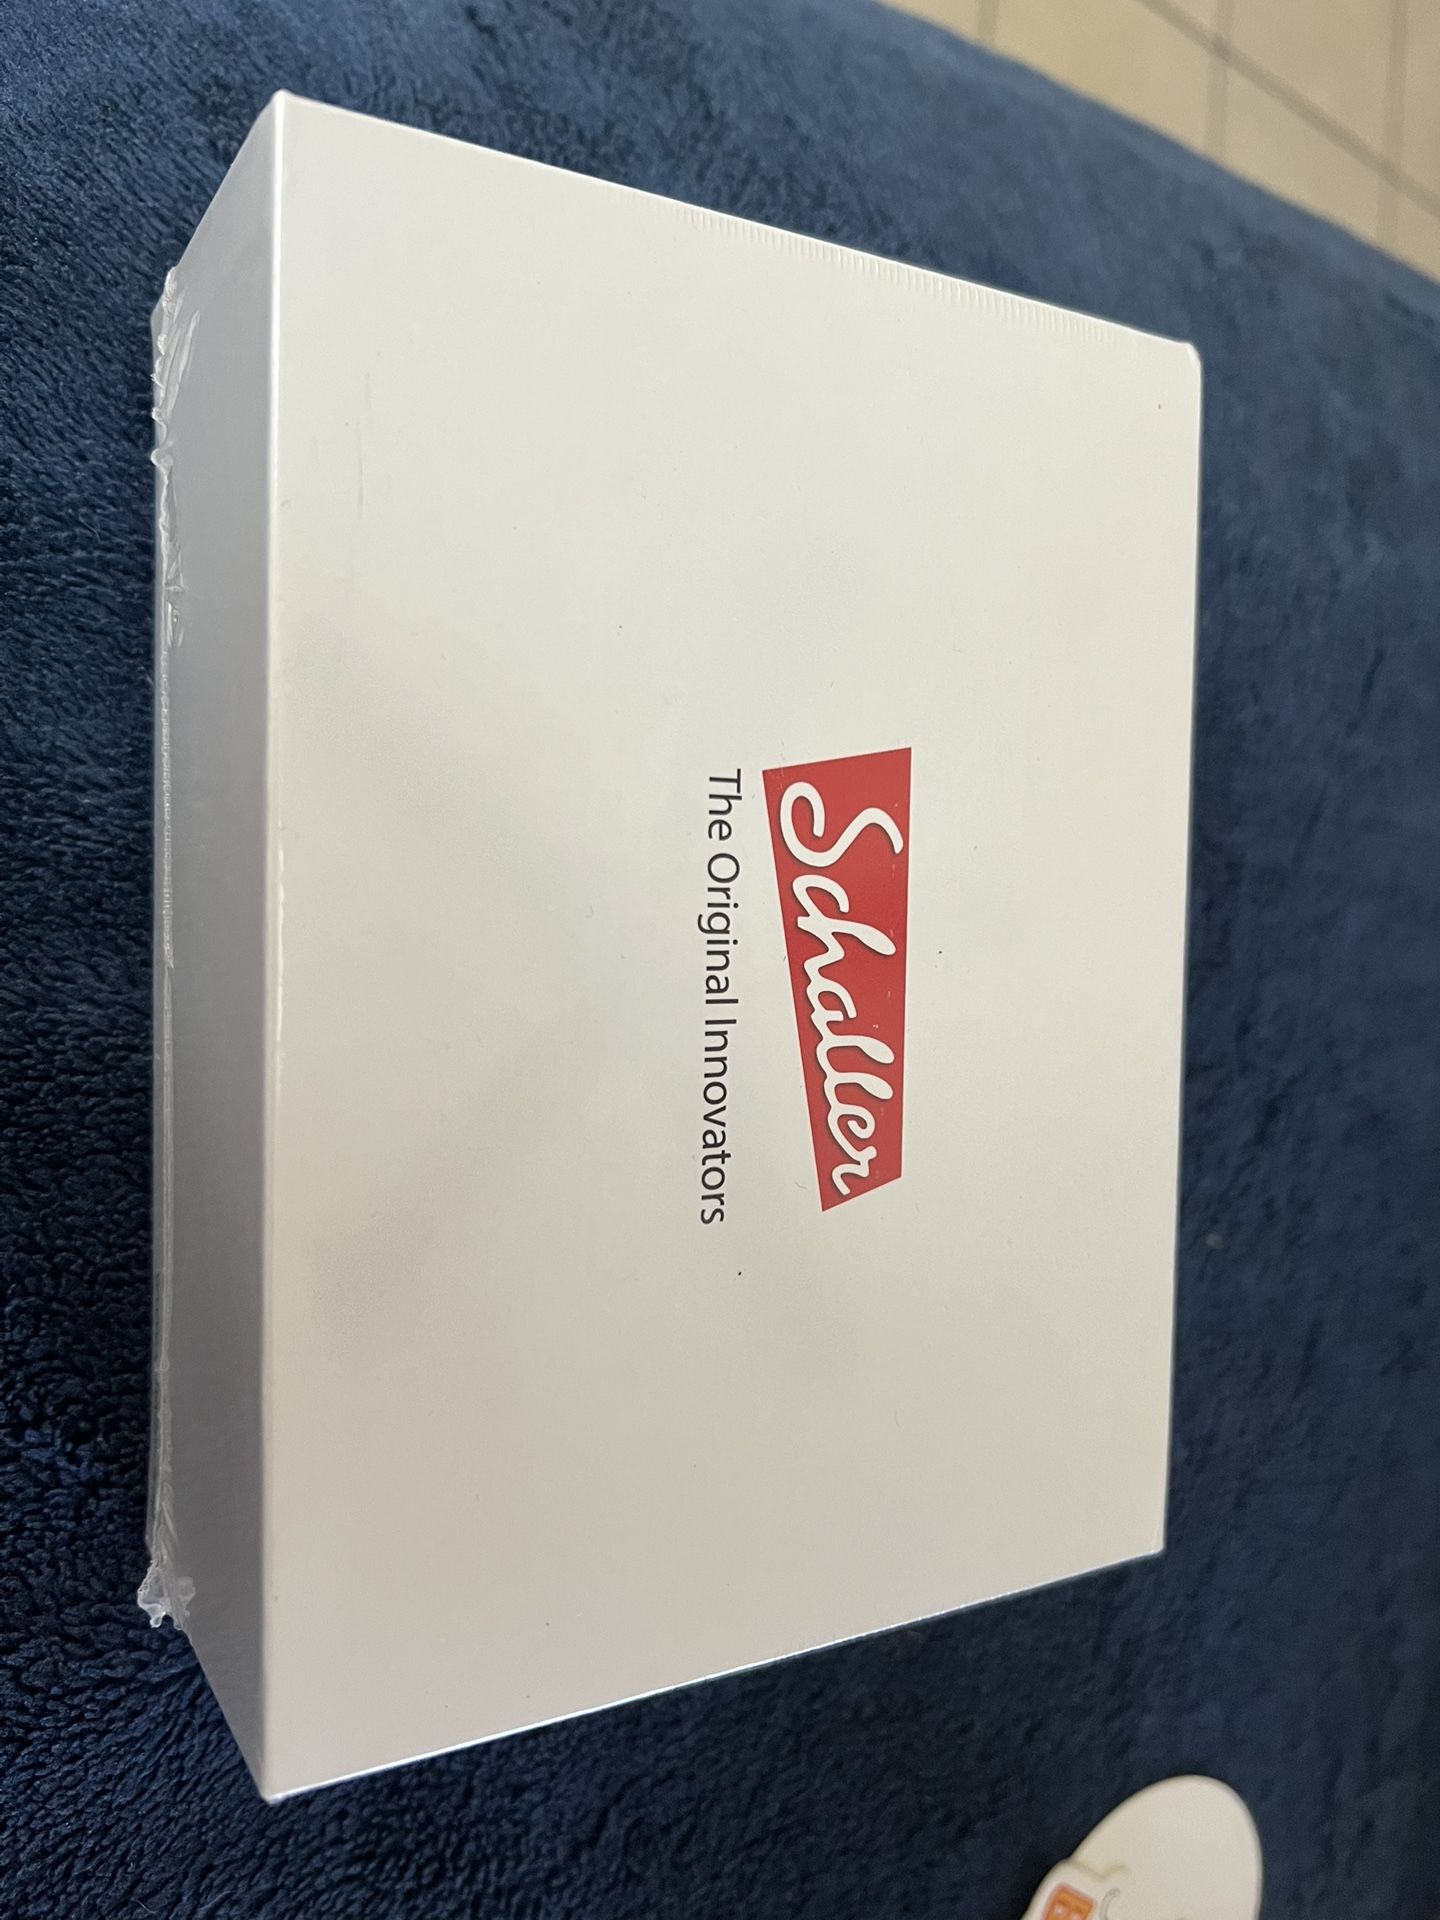 Schaller
The Original Innovators